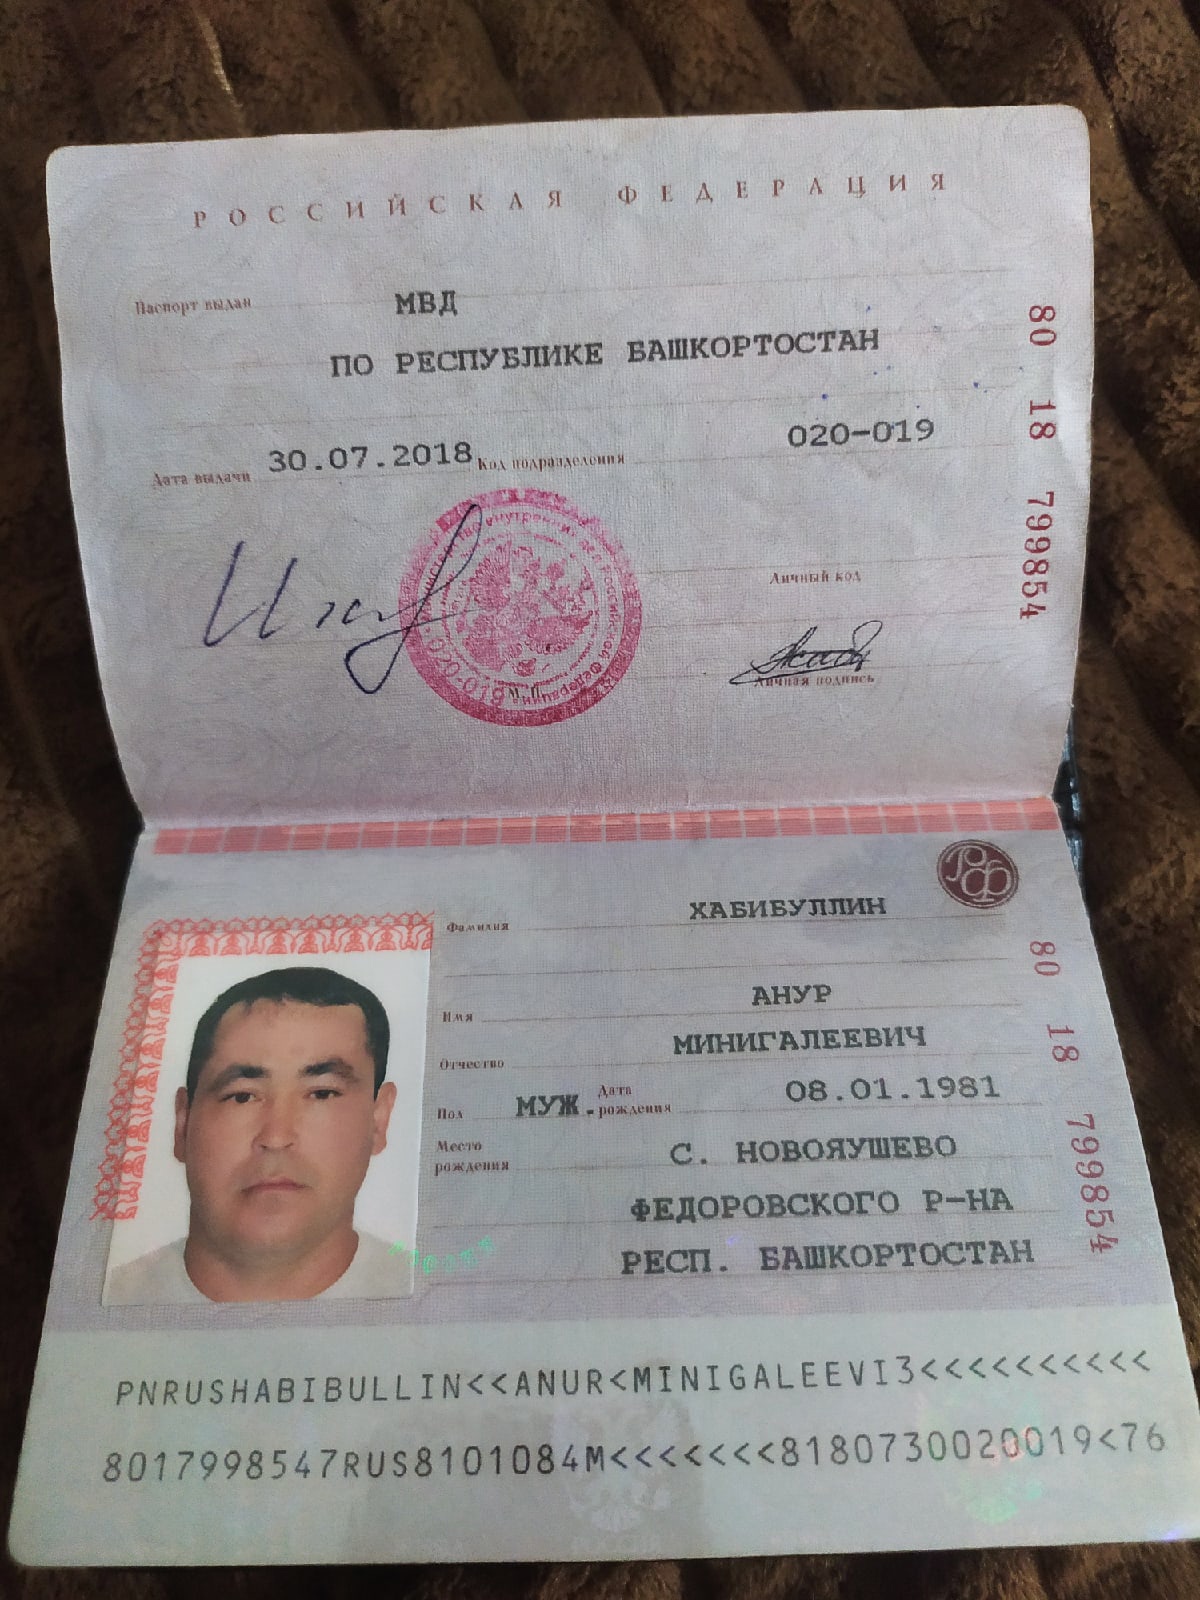 РОССИЙСКАЯ ФЕДЕРАЦИЯ
Паспорт выдан МВД
ПО РЕСПУБЛИКЕ БАШКОРТОСТАН
Дата выдачи 30.07.2018 Код подразделения 020-019
Личный код
020-019 М.П.
Личная подпись
80 18 799854
РФ
Фамилия ХАБИБУЛЛИН
Имя АНУР
Отчество МИНИГАЛЕЕВИЧ
Пол МУЖ. Дата рождения 08.01.1981
Место рождения С. НОВОЯУШЕВО
ФЕДОРОВСКОГО Р-НА
РЕСП. БАШКОРТОСТАН
80 18 799854
PNRUSHABIBULLIN<<ANUR<MINIGALEEVI3<<<<<<<<<<
8017998547RUS8101084M<<<<<<<8180730020019<76